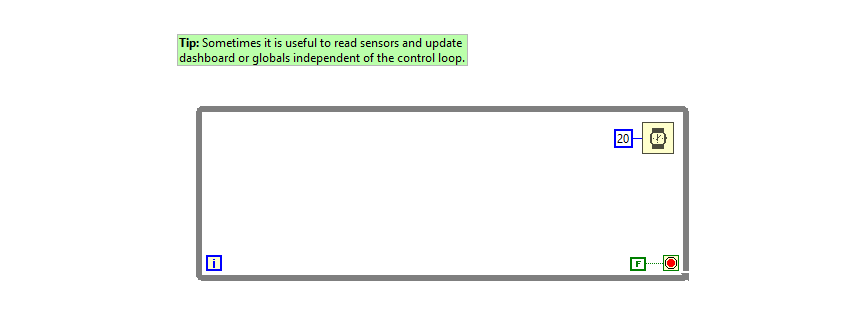 Tip: Sometimes it is useful to read sensors and update
dashboard or globals independent of the control loop.
20
i
F